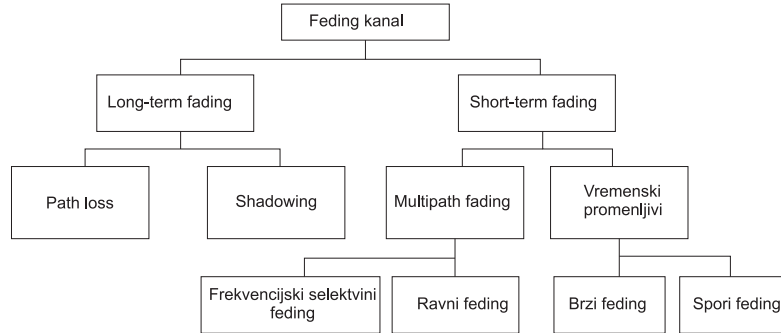 Feding kanal
Long-term fading
Short-term fading
Path loss
Shadowing
Multipath fading
Vremenski
promenljivi
Frekvencijski selektvini
feding
Ravni feding
Brzi feding
Spori feding